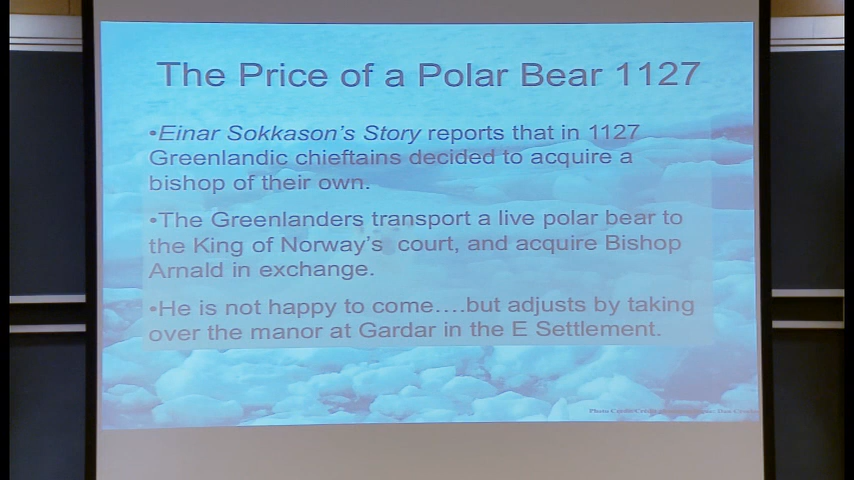 The Price of a Polar Bear 1127
•Einar Sokkason's Story reports that in 1127
Greenlandic chieftains decided to acquire a
bishop of their own.
•The Greenlanders transport a live polar bear to
the King of Norway's court, and acquire Bishop
Arnald in exchange.
•He is not happy to come....but adjusts by taking
over the manor at Gardar in the E Settlement.
Photo